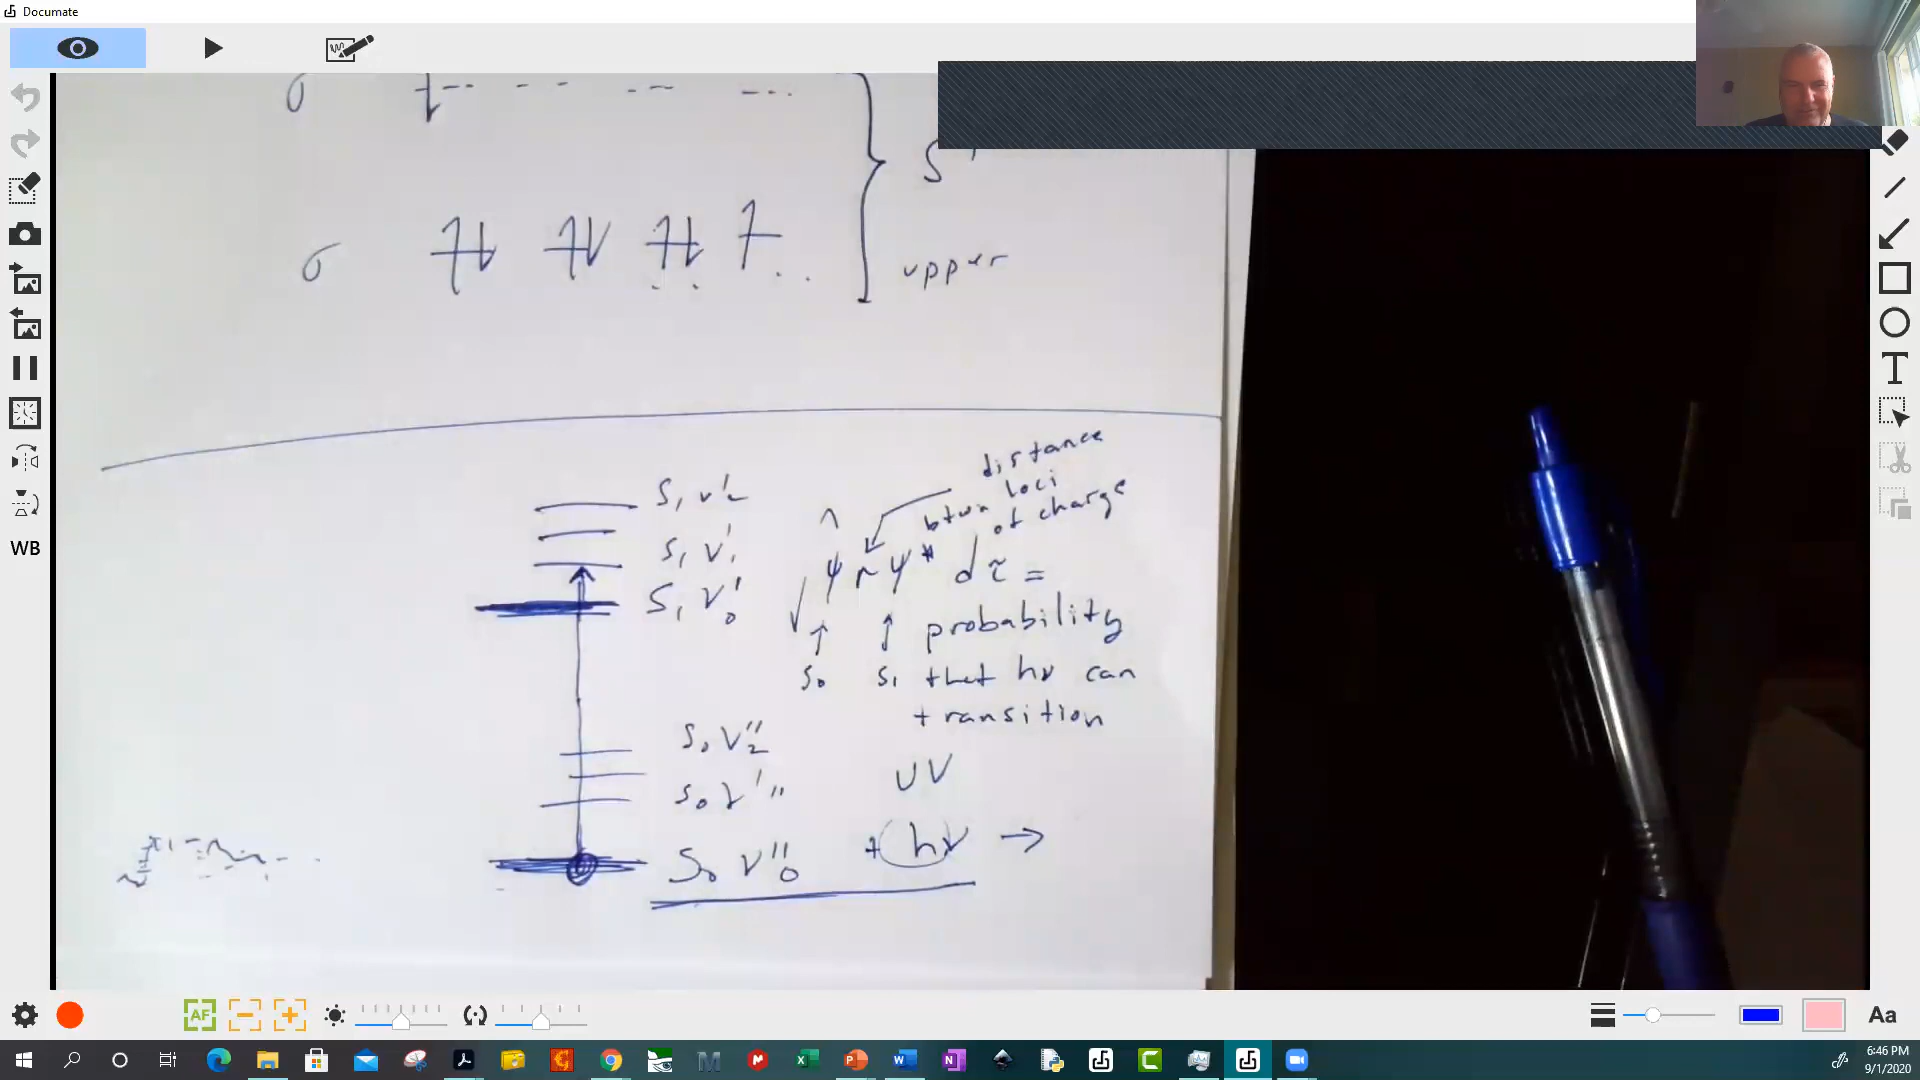 Documate
σ
S
σ
upper
distance
btwn loci
of charge
S₁ v'₂
S₁ v'₁
S₁ v'₀
ψ r ψ* dτ =
probability
S₀ S₁ that hν can
transition
S₀ v''₂
UV
S₀ v'''
S₀ v''₀ + hν →
WB
AF
Aa
6:46 PM
9/1/2020